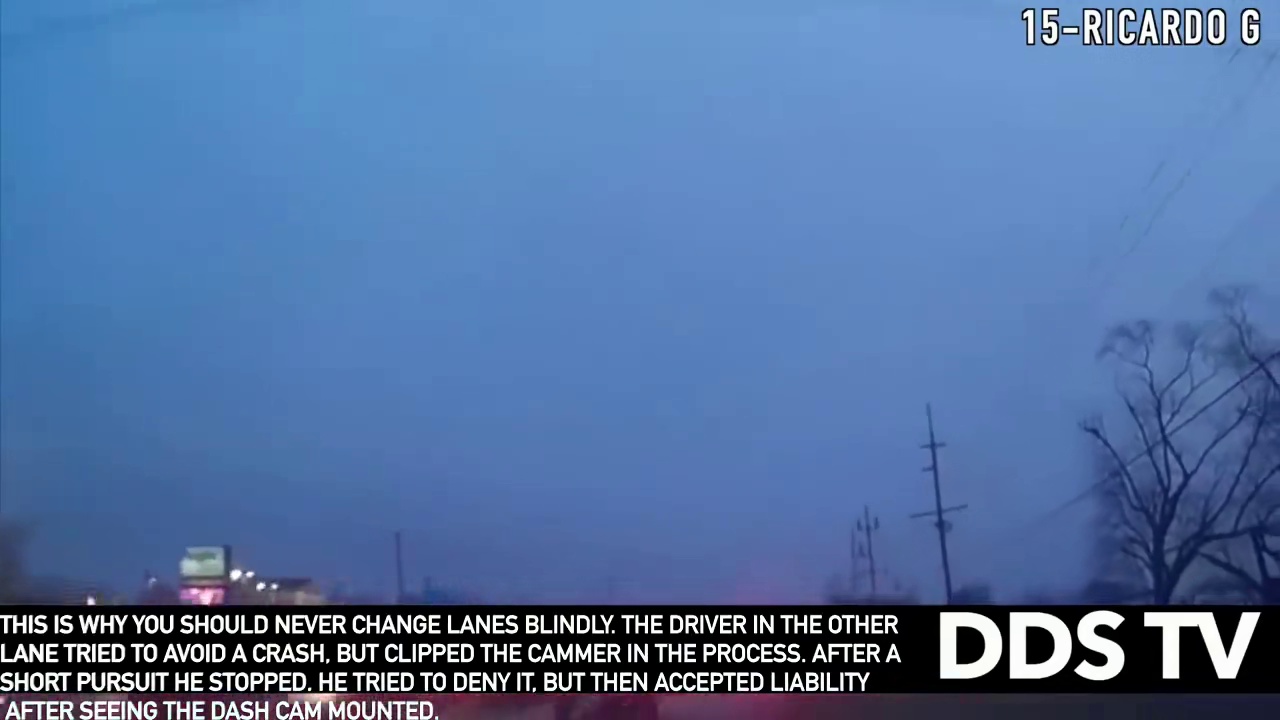 15-RICARDO G
THIS IS WHY YOU SHOULD NEVER CHANGE LANES BLINDLY. THE DRIVER IN THE OTHER
LANE TRIED TO AVOID A CRASH, BUT CLIPPED THE CAMMER IN THE PROCESS. AFTER A
SHORT PURSUIT HE STOPPED. HE TRIED TO DENY IT, BUT THEN ACCEPTED LIABILITY
AFTER SEEING THE DASH CAM MOUNTED.
DDS TV